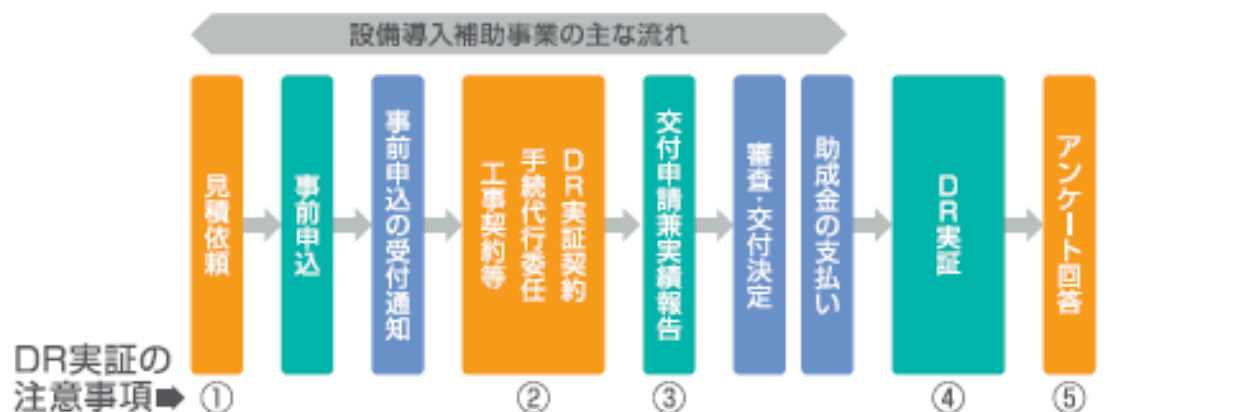 設備導入補助事業の主な流れ
見積依頼
事前申込
事前申込の受付通知
DR実証契約
手続代行委任
工事契約等
交付申請兼実績報告
審査・交付決定
助成金の支払い
DR実証
アンケート回答
DR実証の
注意事項➡ ① ② ③ ④ ⑤